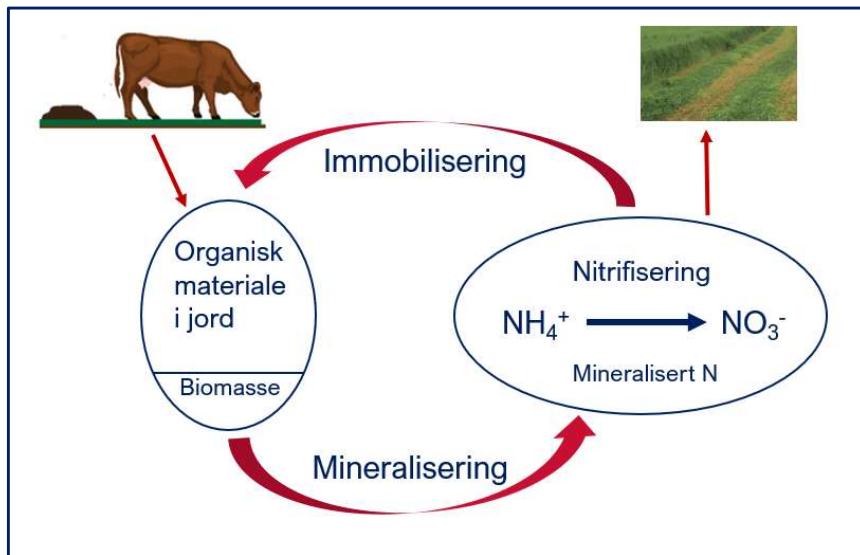 Immobilisering
Organisk
materiale
i jord
Biomasse
Nitrifisering
NH₄⁺ NO₃⁻
Mineralisert N
Mineralisering